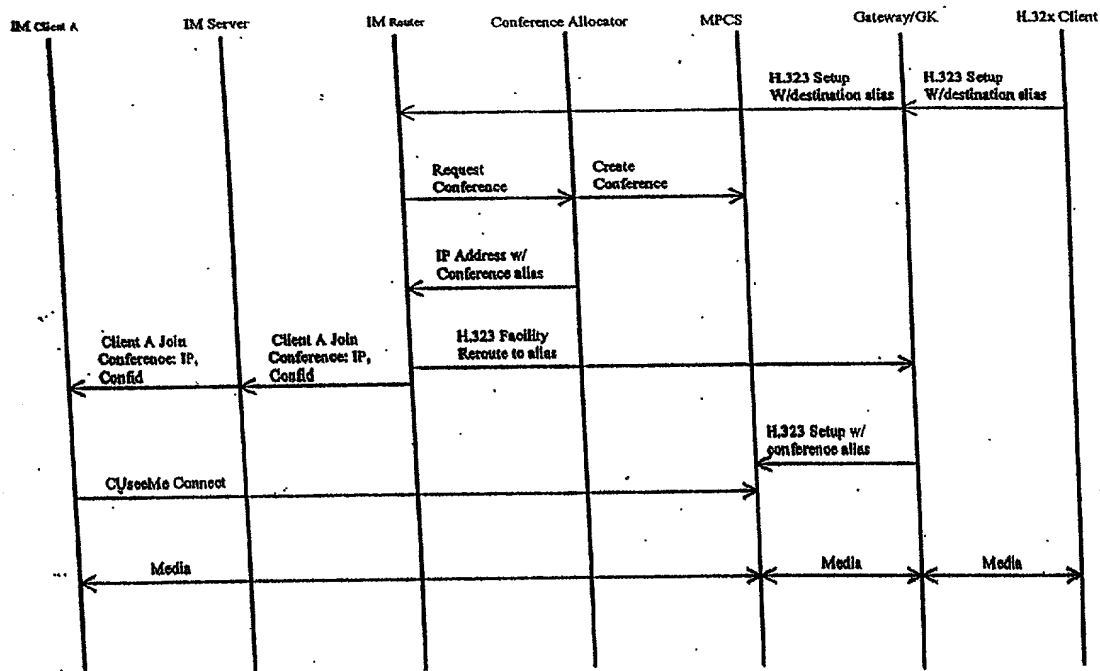 IM Client A
IM Server
IM Router
Conference Allocator
MPCS
Gateway/GK
H.32x Client
H.323 Setup
W/destination alias
H.323 Setup
W/destination alias
Request
Conference
Create
Conference
IP Address w/
Conference alias
Client A Join
Conference: IP,
Confid
Client A Join
Conference: IP,
Confid
H.323 Facility
Reroute to alias
H.323 Setup w/
conference alias
CUseeMe Connect
Media
Media
Media